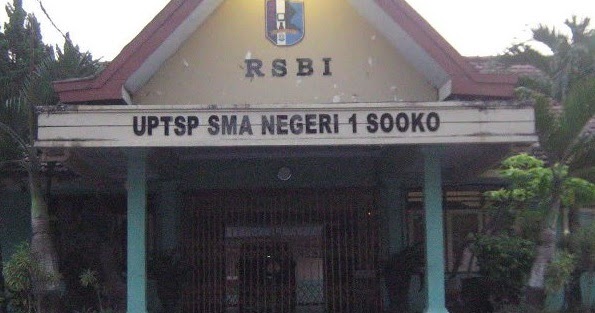 RSBI
UPTSP SMA NEGERI 1 SOOKO